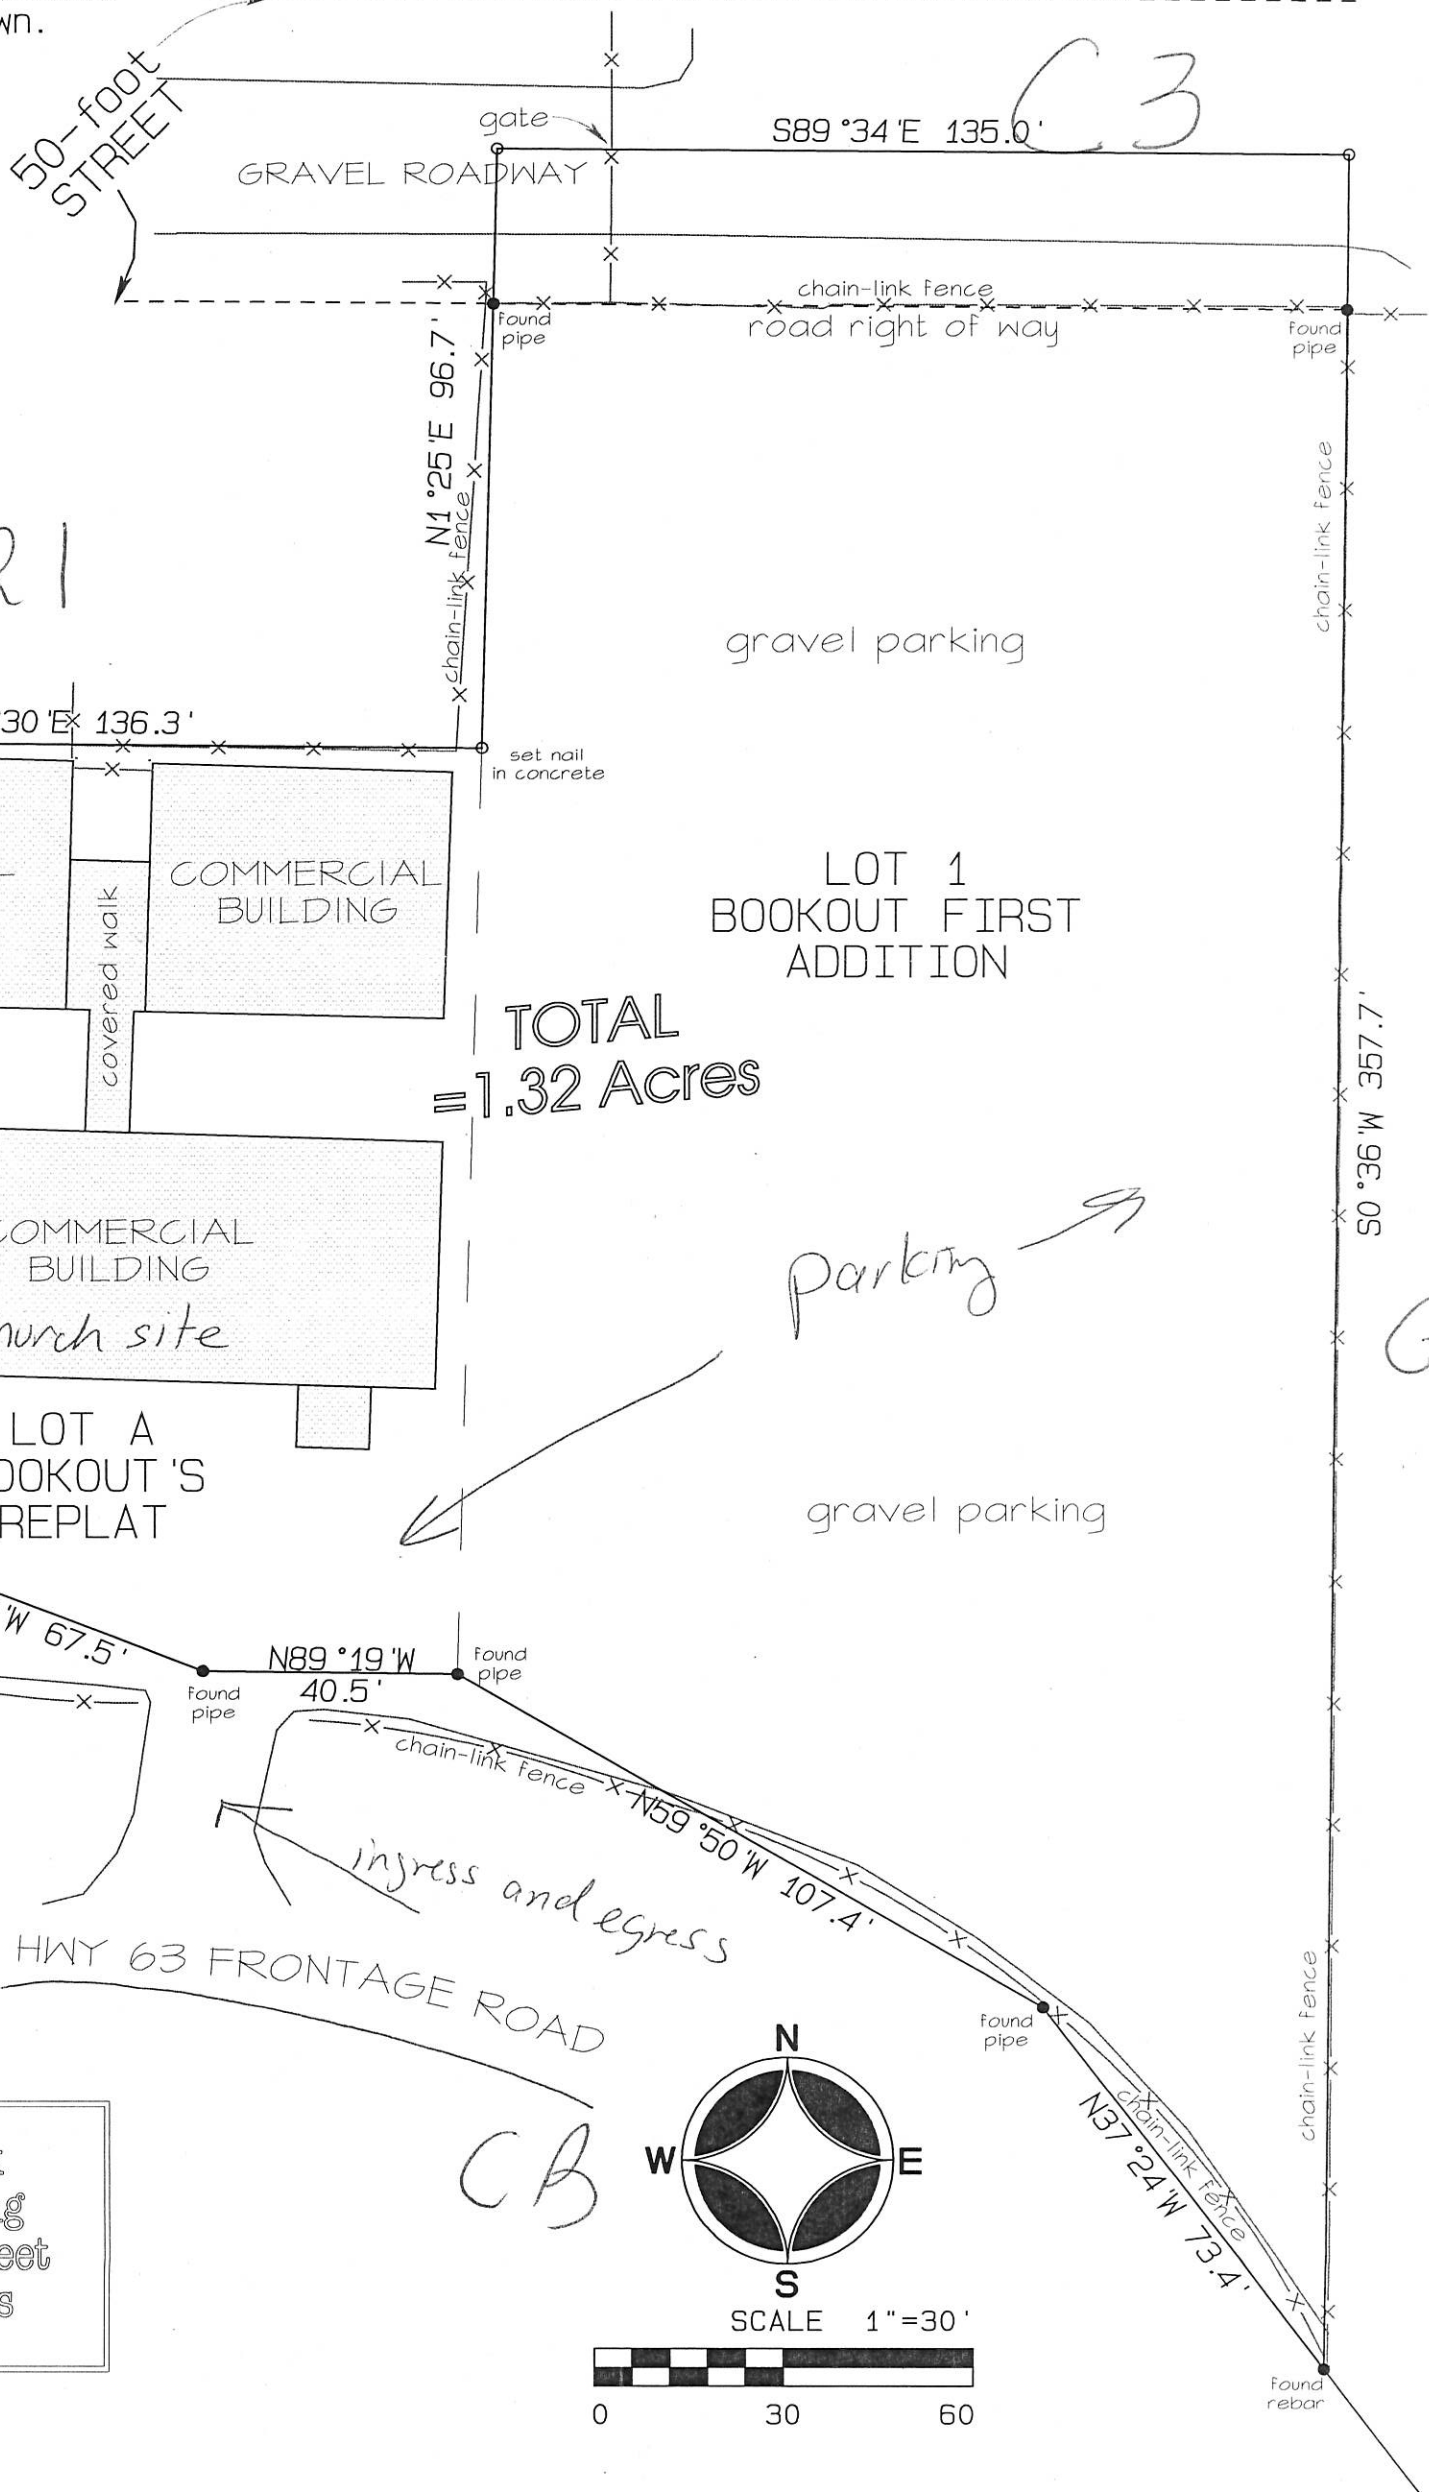 wn.
50-foot
STREET
gate
S89°34'E 135.0'
C3
GRAVEL ROADWAY
chain-link fence
road right of way
found
pipe
found
pipe
N1°25'E 96.7'
chain-link fence
chain-link fence
R1
gravel parking
30'E 136.3'
set nail
in concrete
COMMERCIAL
BUILDING
covered walk
LOT 1
BOOKOUT FIRST
ADDITION
TOTAL
=1.32 Acres
S0°36'W 357.7'
COMMERCIAL
BUILDING
hurch site
parking
LOT A
OOKOUT'S
REPLAT
gravel parking
'W 67.5'
N89°19'W
40.5'
found
pipe
found
pipe
chain-link fence
N59°50'W 107.4'
ingress and egress
HWY 63 FRONTAGE ROAD
found
pipe
chain-link fence
chain-link fence
N37°24'W 73.4'
CB
N
W
E
S
SCALE 1"=30'
0 30 60
found
rebar
g
eet
s